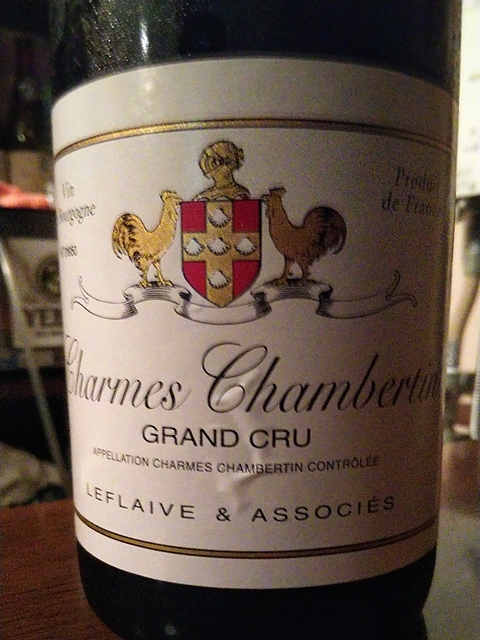 Vin
Bourgogne
Produit
de France
Charmes Chambertin
GRAND CRU
APPELLATION CHARMES CHAMBERTIN CONTRÔLÉE
LEFLAIVE & ASSOCIÉS